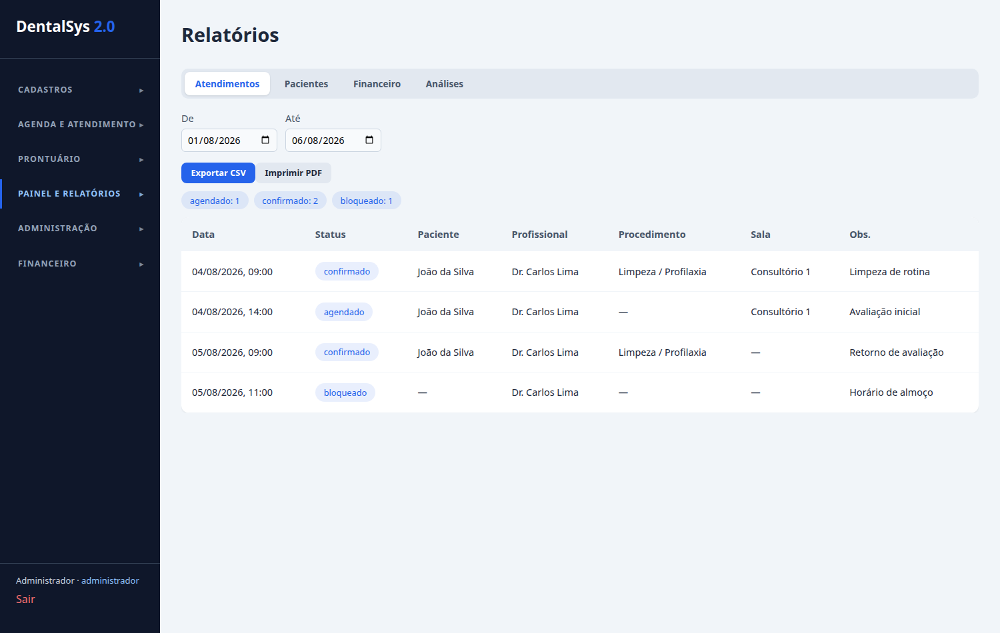 DentalSys 2.0
CADASTROS ▸
AGENDA E ATENDIMENTO ▸
PRONTUÁRIO ▸
PAINEL E RELATÓRIOS ▸
ADMINISTRAÇÃO ▸
FINANCEIRO ▸
Administrador · administrador
Sair
Relatórios
Atendimentos Pacientes Financeiro Análises
De Até
01/08/2026 06/08/2026
Exportar CSV Imprimir PDF
agendado: 1 confirmado: 2 bloqueado: 1
Data Status Paciente Profissional Procedimento Sala Obs.
04/08/2026, 09:00 confirmado João da Silva Dr. Carlos Lima Limpeza / Profilaxia Consultório 1 Limpeza de rotina
04/08/2026, 14:00 agendado João da Silva Dr. Carlos Lima — Consultório 1 Avaliação inicial
05/08/2026, 09:00 confirmado João da Silva Dr. Carlos Lima Limpeza / Profilaxia — Retorno de avaliação
05/08/2026, 11:00 bloqueado — Dr. Carlos Lima — — Horário de almoço